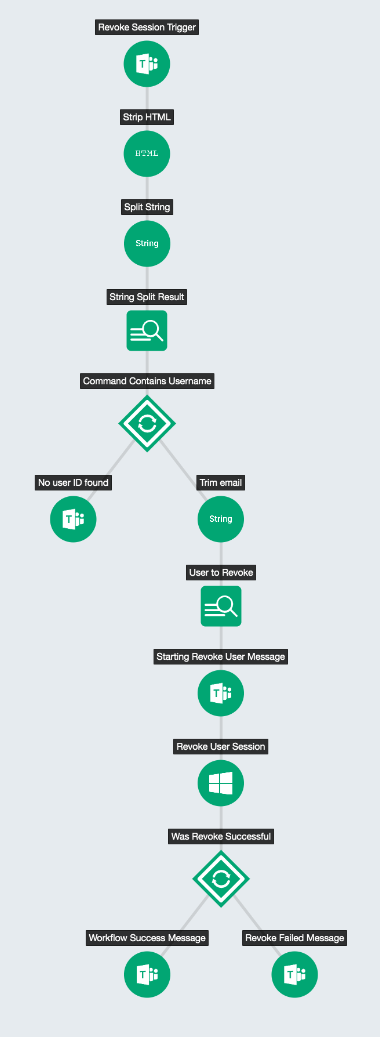 Revoke Session Trigger
T
Strip HTML
HTML
Split String
String
String Split Result
Command Contains Username
No user ID found
Trim email
T
String
User to Revoke
Starting Revoke User Message
T
Revoke User Session
Was Revoke Successful
Workflow Success Message
Revoke Failed Message
T
T